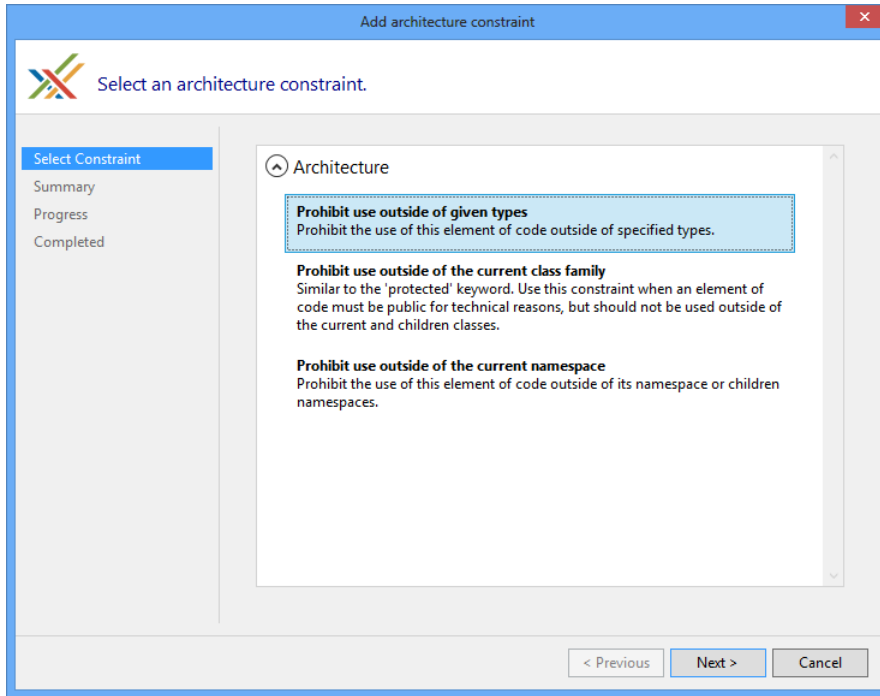 Add architecture constraint
Select an architecture constraint.
Select Constraint
Summary
Progress
Completed
Architecture
Prohibit use outside of given types
Prohibit the use of this element of code outside of specified types.
Prohibit use outside of the current class family
Similar to the 'protected' keyword. Use this constraint when an element of
code must be public for technical reasons, but should not be used outside of
the current and children classes.
Prohibit use outside of the current namespace
Prohibit the use of this element of code outside of its namespace or children
namespaces.
< Previous
Next >
Cancel